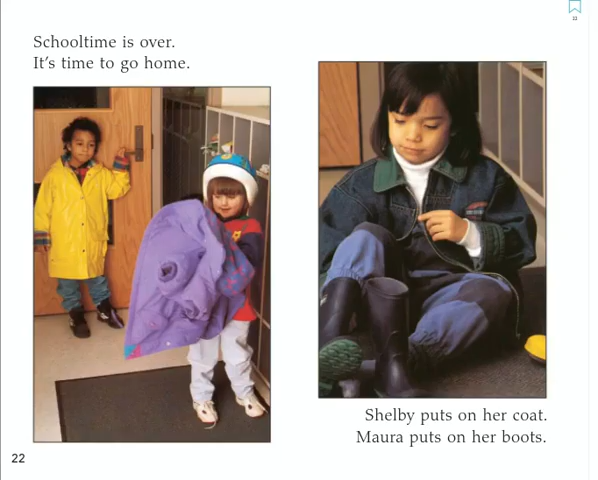 Schooltime is over.
It's time to go home.
Shelby puts on her coat.
Maura puts on her boots.
22